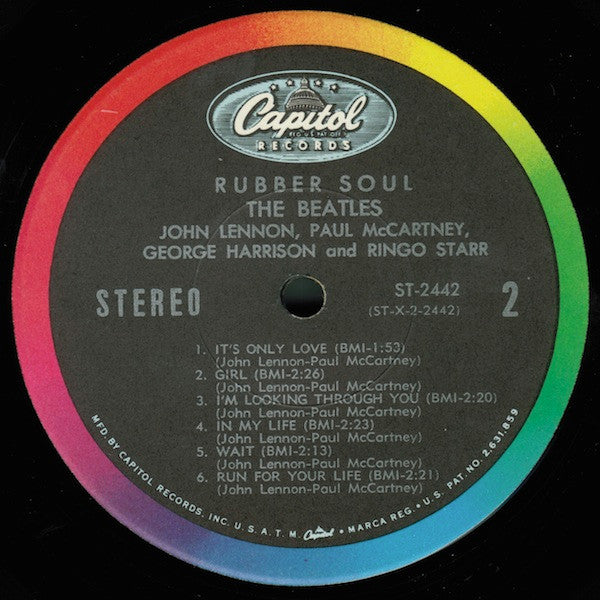 Capitol
REG. U.S. PAT. OFF.
RECORDS
RUBBER SOUL
THE BEATLES
JOHN LENNON, PAUL McCARTNEY,
GEORGE HARRISON and RINGO STARR
STEREO
ST-2442
(ST-X-2-2442)
2
1. IT'S ONLY LOVE (BMI-1:53)
(John Lennon-Paul McCartney)
2. GIRL (BMI-2:26)
(John Lennon-Paul McCartney)
3. I'M LOOKING THROUGH YOU (BMI-2:20)
(John Lennon-Paul McCartney)
4. IN MY LIFE (BMI-2:23)
(John Lennon-Paul McCartney)
5. WAIT (BMI-2:13)
(John Lennon-Paul McCartney)
6. RUN FOR YOUR LIFE (BMI-2:21)
(John Lennon-Paul McCartney)
MFD. BY CAPITOL RECORDS, INC. U. S. A. T. M. Capitol • MARCA REG. • U. S. PAT. NO. 2,631,859